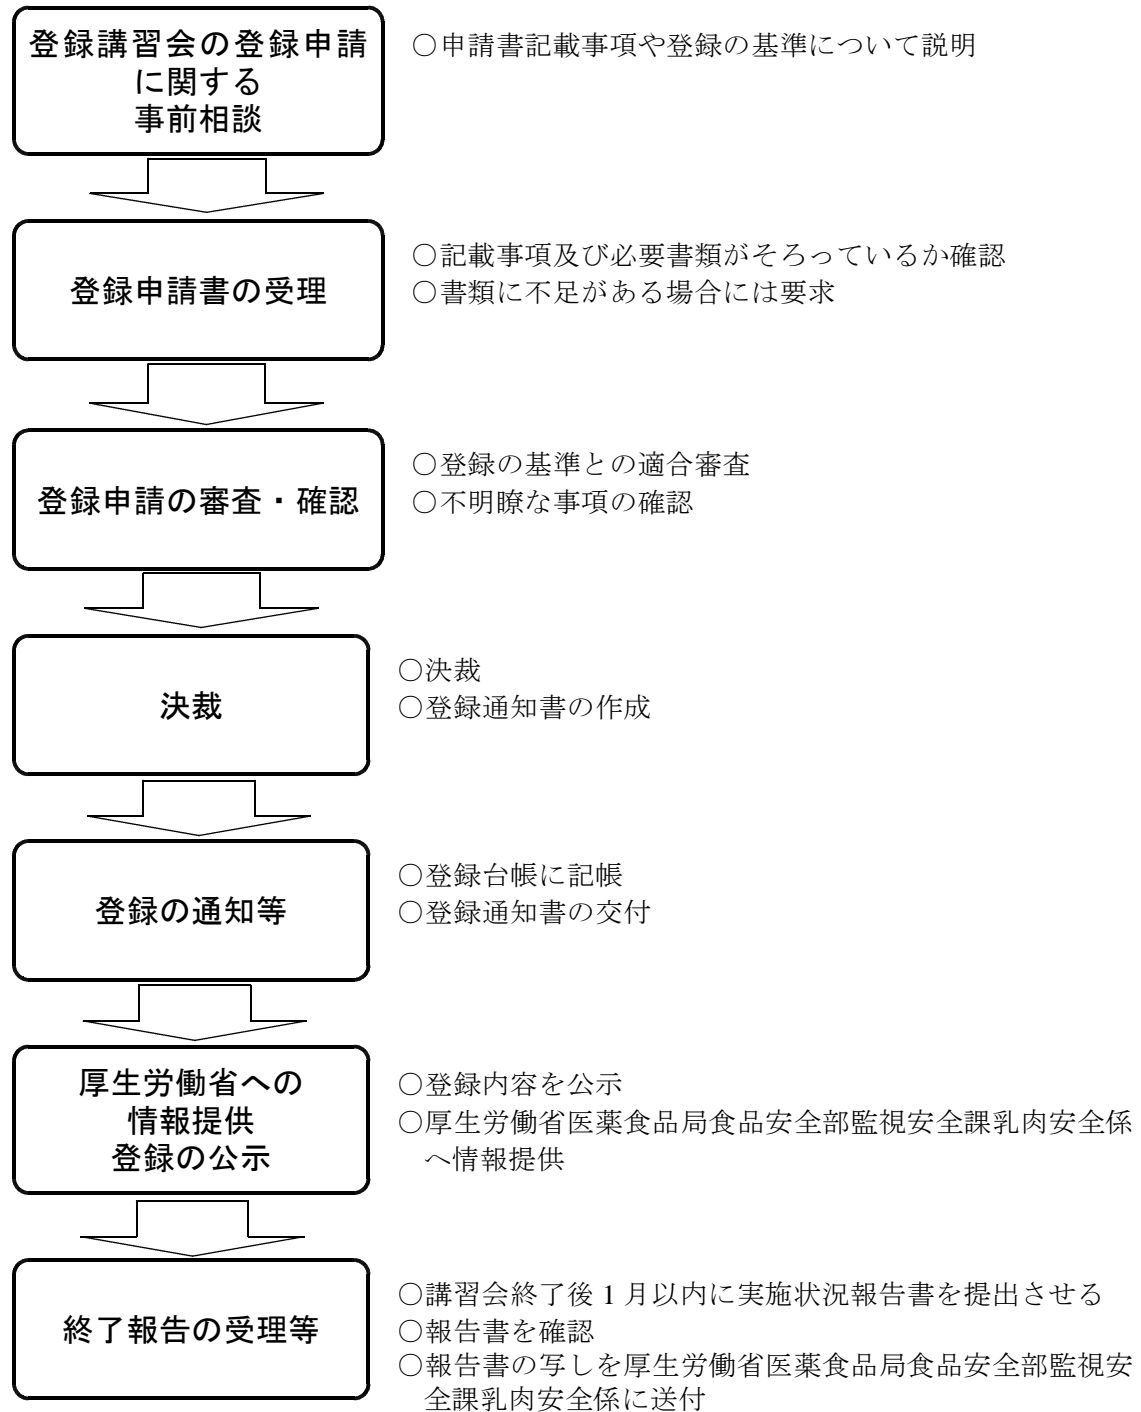 登録講習会の登録申請
に関する
事前相談
○申請書記載事項や登録の基準について説明
登録申請書の受理
○記載事項及び必要書類がそろっているか確認
○書類に不足がある場合には要求
登録申請の審査・確認
○登録の基準との適合審査
○不明瞭な事項の確認
決裁
○決裁
○登録通知書の作成
登録の通知等
○登録台帳に記帳
○登録通知書の交付
厚生労働省への
情報提供
登録の公示
○登録内容を公示
○厚生労働省医薬食品局食品安全部監視安全課乳肉安全係
へ情報提供
終了報告の受理等
○講習会終了後1月以内に実施状況報告書を提出させる
○報告書を確認
○報告書の写しを厚生労働省医薬食品局食品安全部監視安
全課乳肉安全係に送付